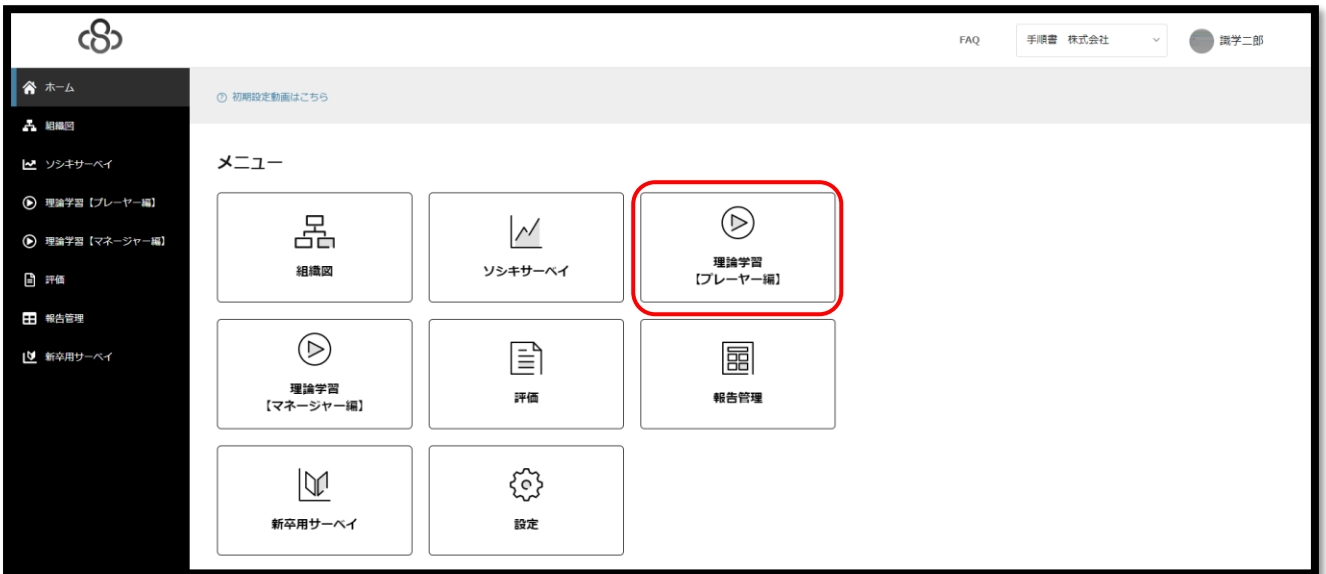 FAQ
手順書 株式会社
識学二郎
ホーム
組織図
ソシキサーベイ
理論学習【プレーヤー編】
理論学習【マネージャー編】
評価
報告管理
新卒用サーベイ
初期設定動画はこちら
メニュー
組織図
ソシキサーベイ
理論学習
【プレーヤー編】
理論学習
【マネージャー編】
評価
報告管理
新卒用サーベイ
設定